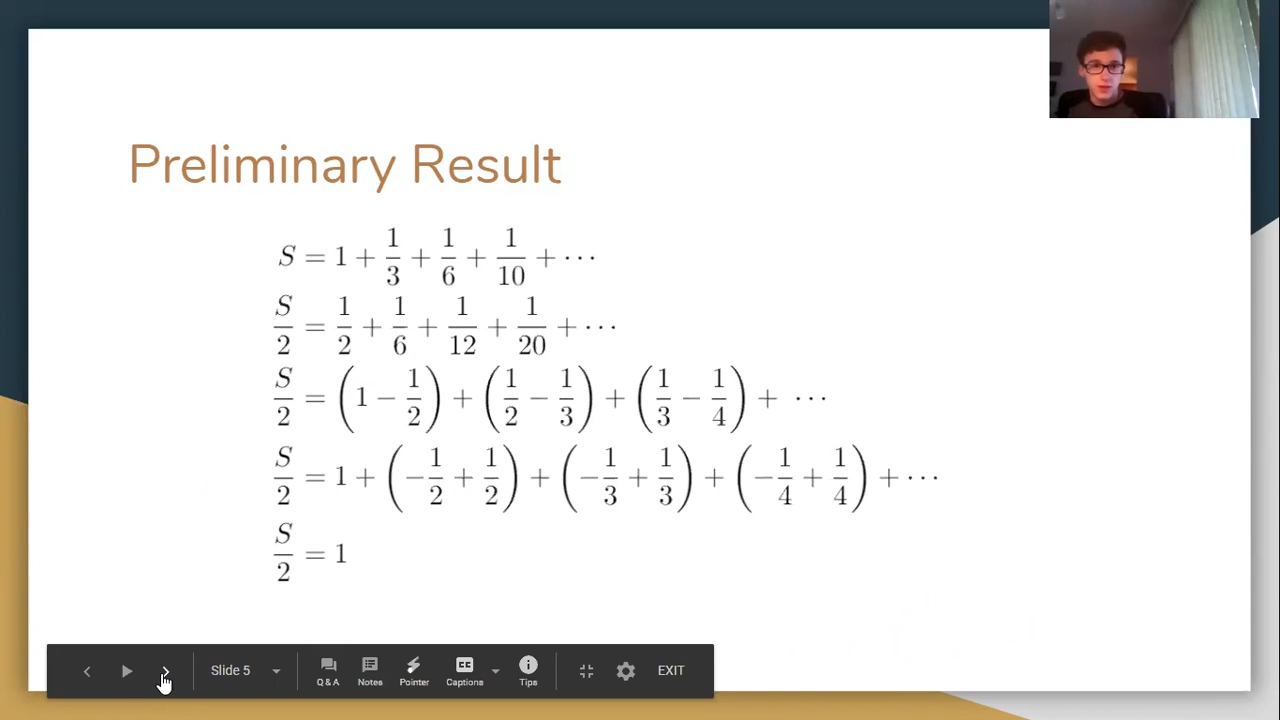 Preliminary Result
S = 1 + 1/3 + 1/6 + 1/10 + ⋯
S/2 = 1/2 + 1/6 + 1/12 + 1/20 + ⋯
S/2 = (1 − 1/2) + (1/2 − 1/3) + (1/3 − 1/4) + ⋯
S/2 = 1 + (−1/2 + 1/2) + (−1/3 + 1/3) + (−1/4 + 1/4) + ⋯
S/2 = 1
Slide 5
Q & A
Notes
Pointer
CC
Captions
Tips
EXIT